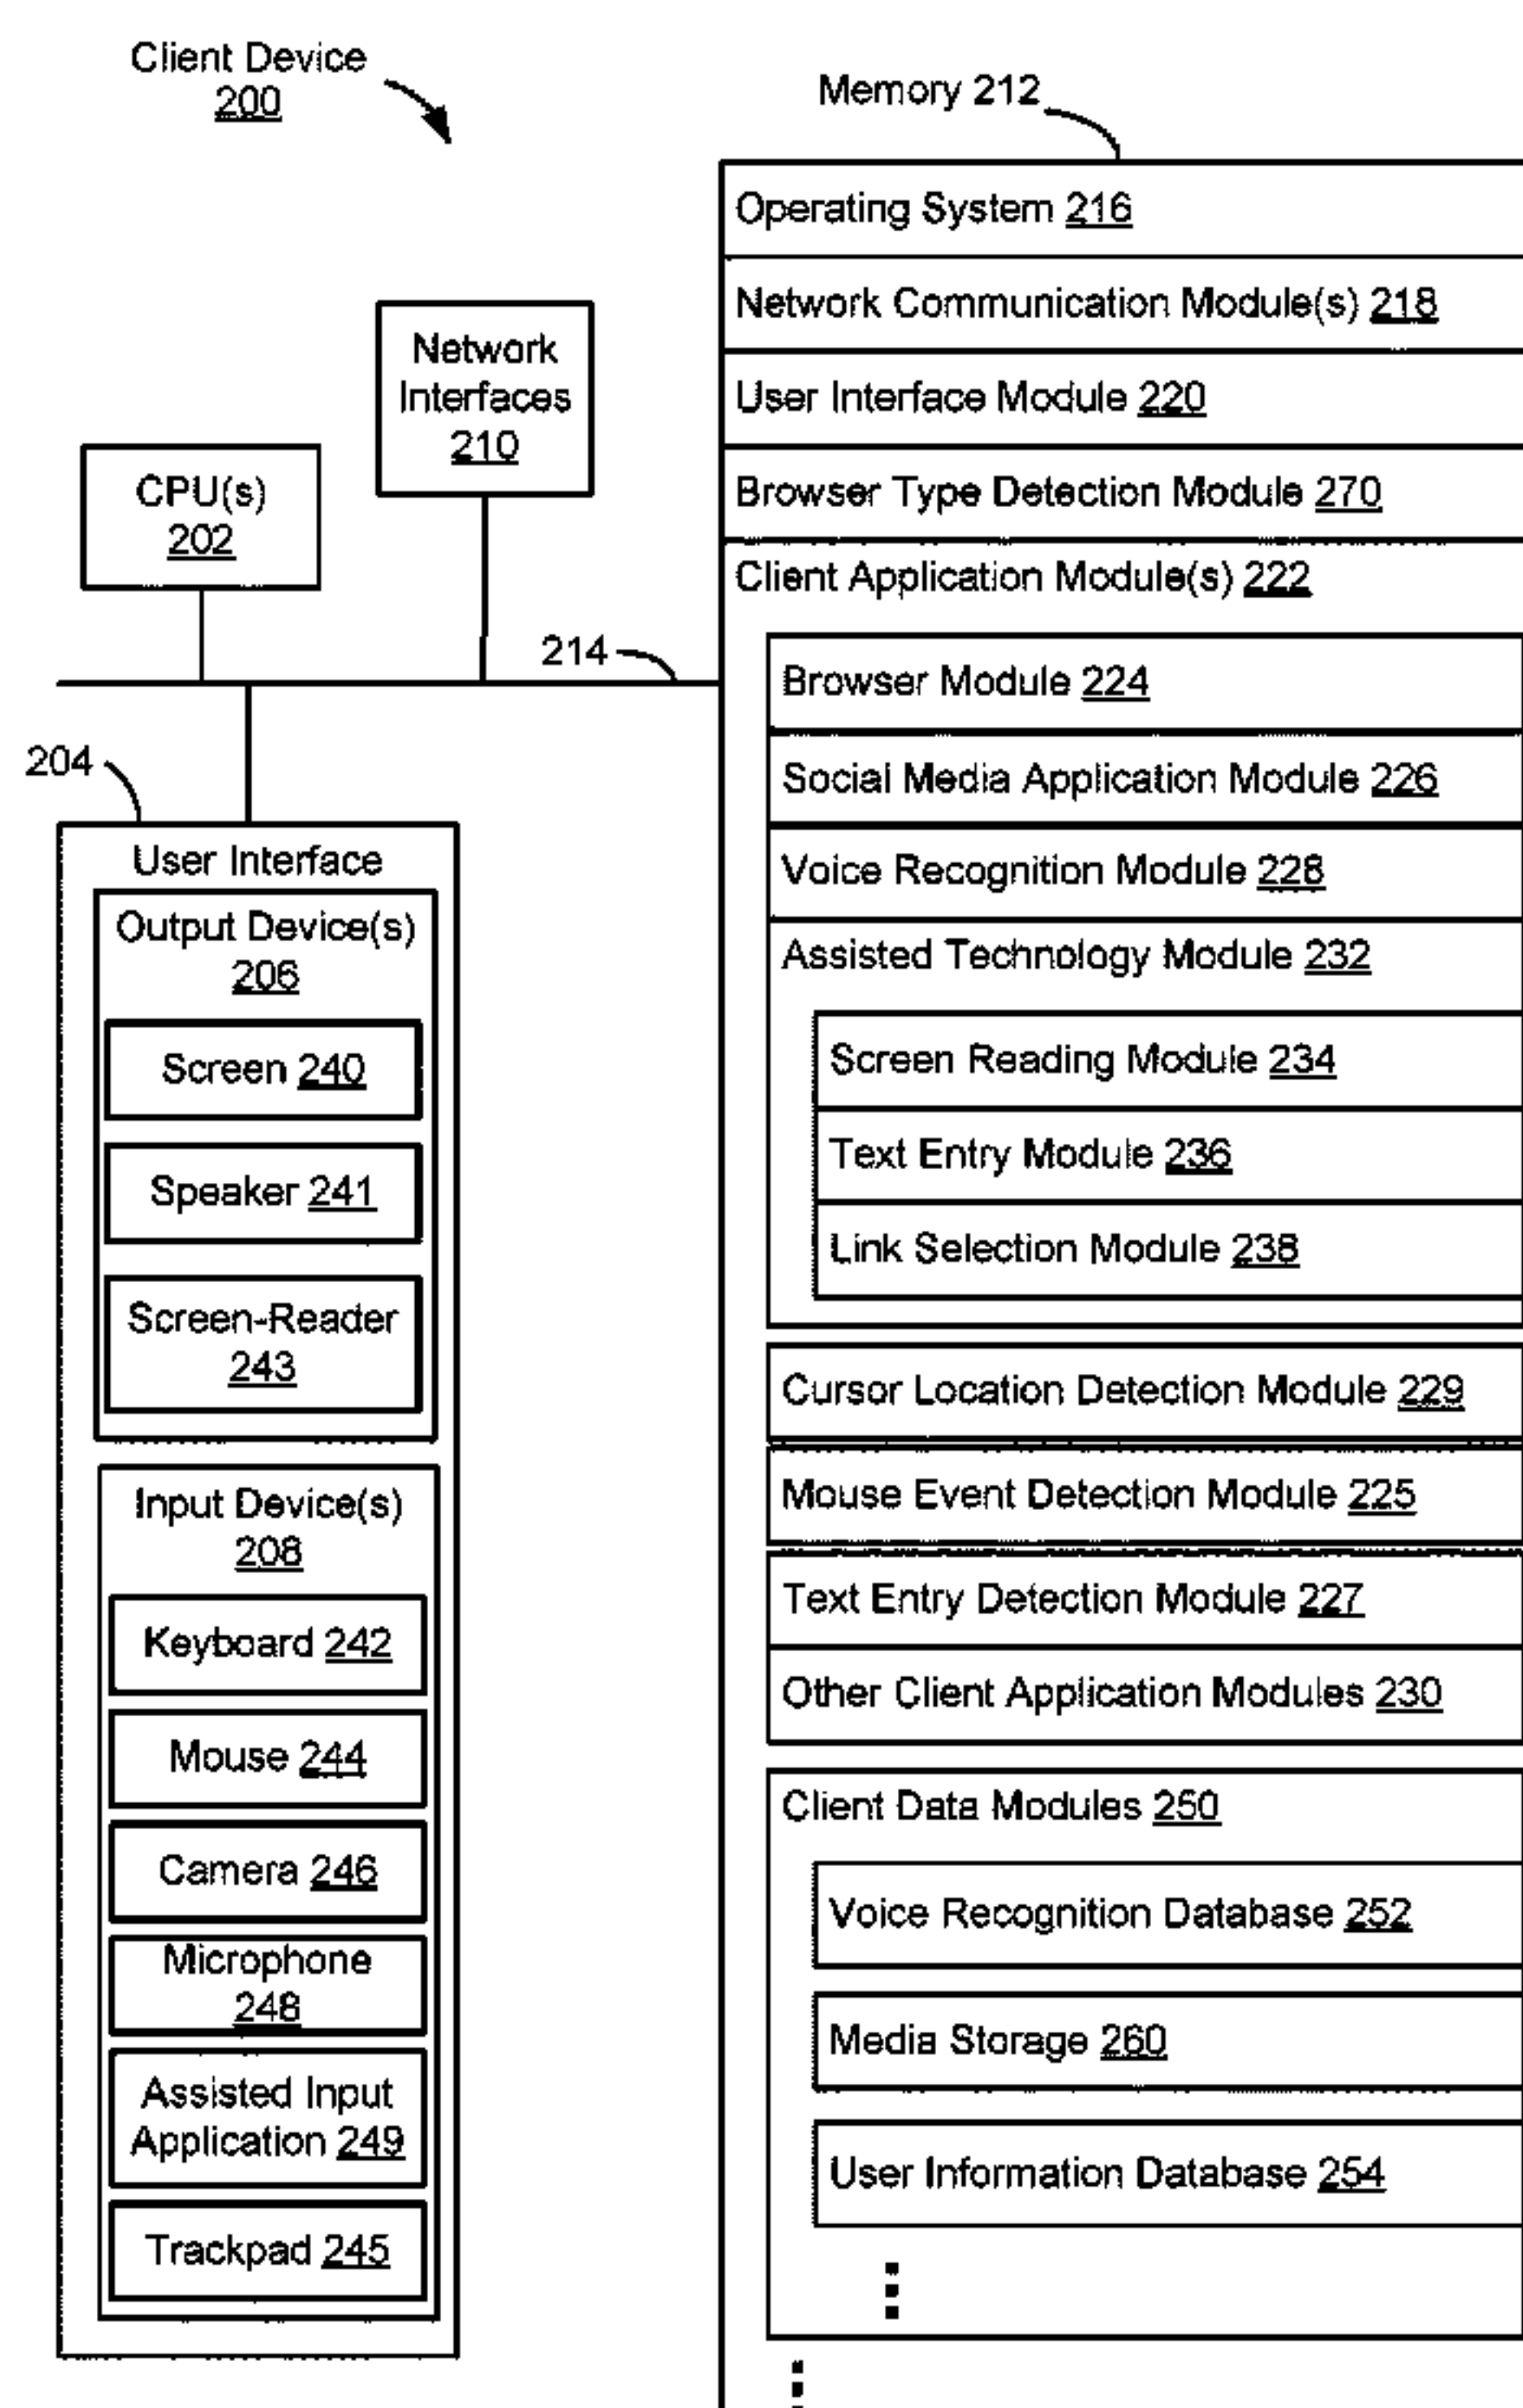 Client Device
200
Memory 212
Operating System 216
Network Communication Module(s) 218
Network
Interfaces
210
User Interface Module 220
CPU(s)
202
Browser Type Detection Module 270
Client Application Module(s) 222
214
Browser Module 224
204
Social Media Application Module 226
User Interface
Voice Recognition Module 228
Output Device(s)
206
Assisted Technology Module 232
Screen 240
Screen Reading Module 234
Speaker 241
Text Entry Module 236
Link Selection Module 238
Screen-Reader
243
Cursor Location Detection Module 229
Input Device(s)
208
Mouse Event Detection Module 225
Keyboard 242
Text Entry Detection Module 227
Other Client Application Modules 230
Mouse 244
Client Data Modules 250
Camera 246
Voice Recognition Database 252
Microphone
248
Media Storage 260
Assisted Input
Application 249
User Information Database 254
Trackpad 245